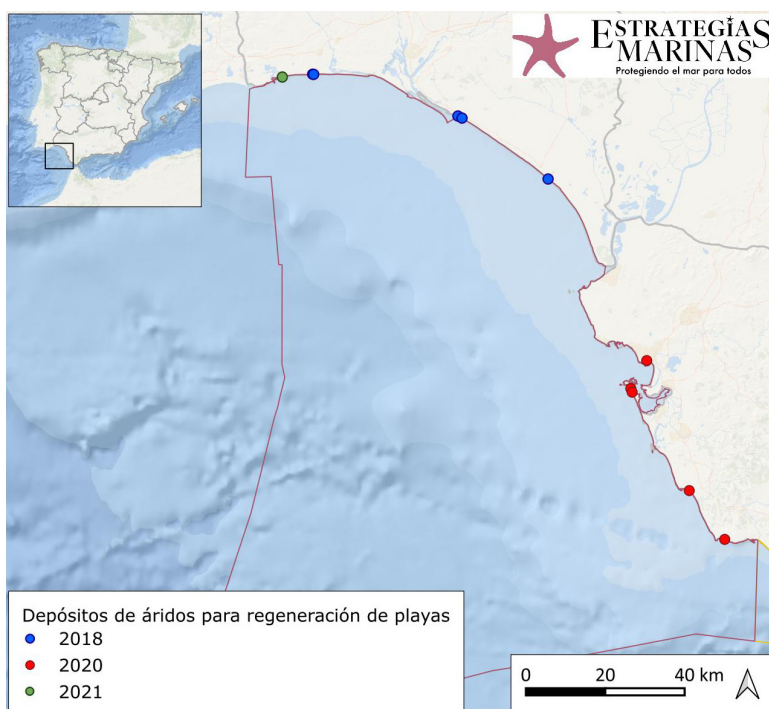 ESTRATEGIAS
MARINAS
Protegiendo el mar para todos
Depósitos de áridos para regeneración de playas
2018
2020
2021
0 20 40 km